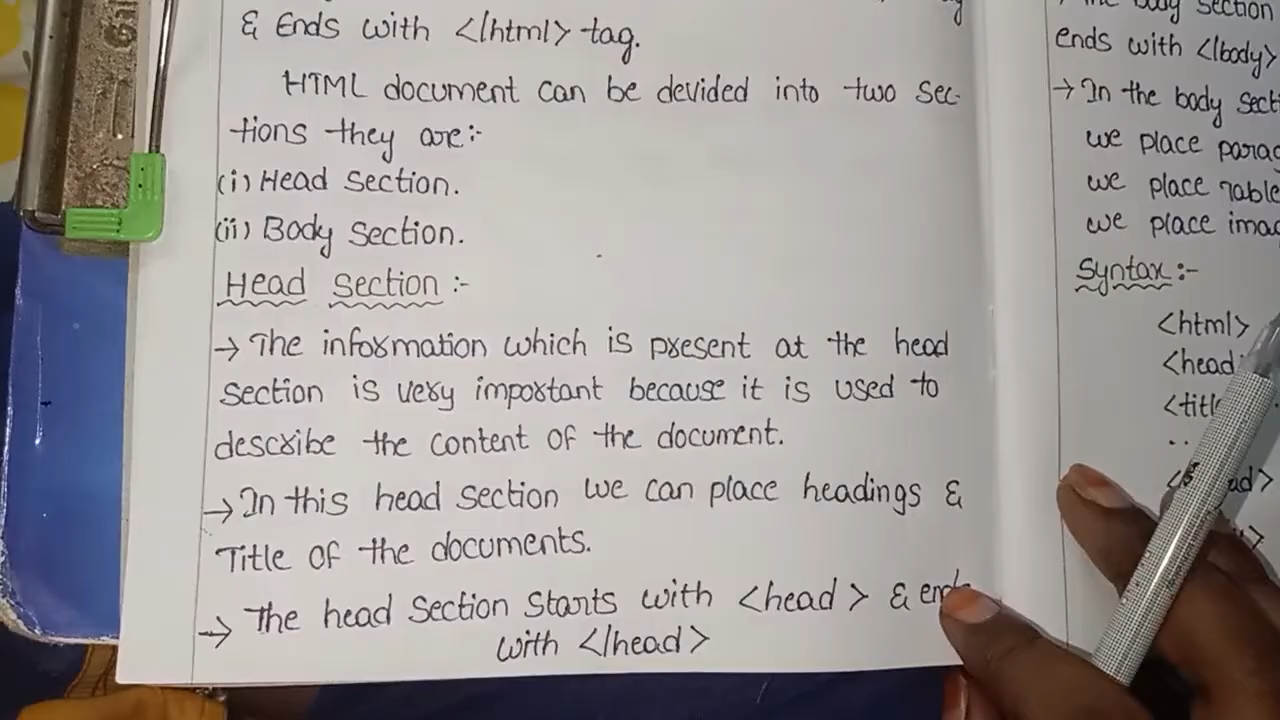 & Ends with </html> tag.
HTML document can be devided into two sec-
tions they are:-
(i) Head Section.
(ii) Body Section.
Head Section :-
→ The information which is present at the head
section is very important because it is used to
describe the content of the document.
→ In this head section we can place headings &
Title of the documents.
→ The head Section Starts with <head> & ends
with </head>
body Section
ends with </body>
→ In the body
we place
we place
we place
Syntax:-
<html>
<head